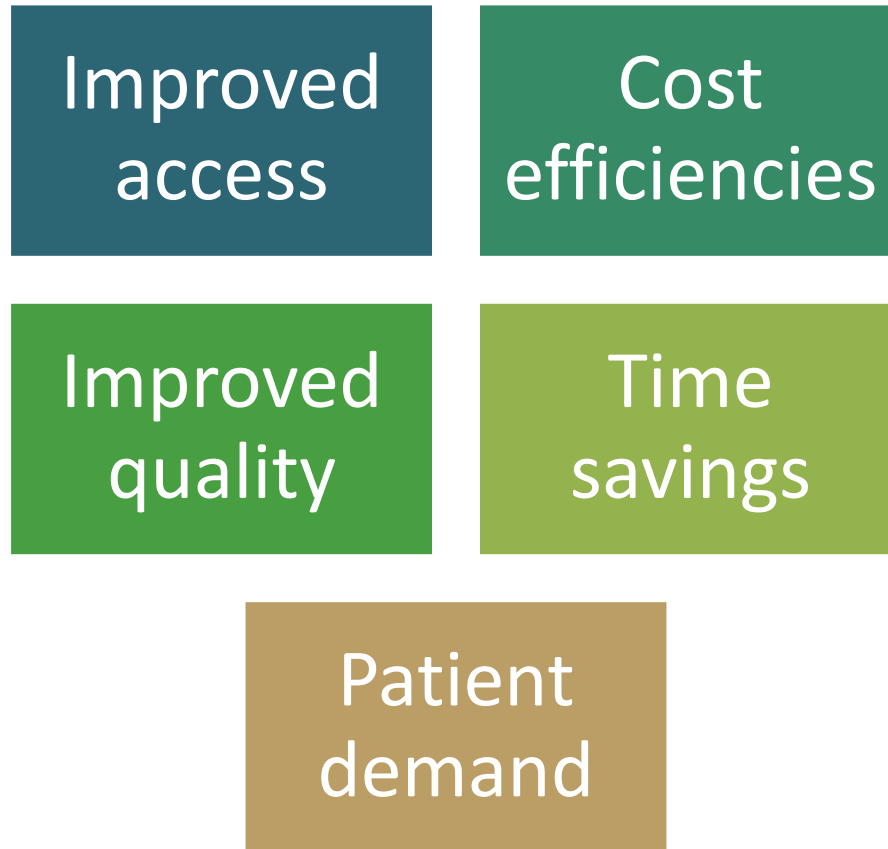 Improved
access
Cost
efficiencies
Improved
quality
Time
savings
Patient
demand